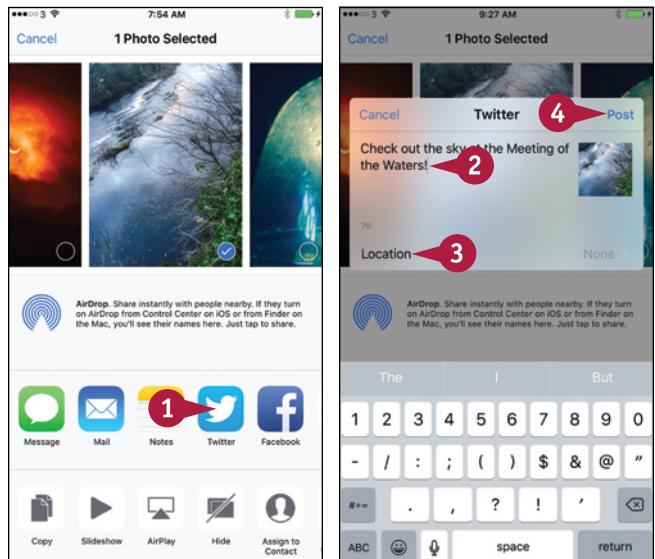 3 7:54 AM
Cancel 1 Photo Selected
AirDrop. Share instantly with people nearby. If they turn
on AirDrop from Control Center on iOS or from Finder on
the Mac, you'll see their names here. Just tap to share.
1
Message Mail Notes Twitter Facebook
Copy Slideshow AirPlay Hide Assign to
Contact
3 9:27 AM
Cancel 1 Photo Selected
Cancel Twitter 4 Post
Check out the sky at the Meeting of
the Waters! 2
70
Location 3 None
AirDrop. Share instantly with people nearby. If they turn
on AirDrop from Control Center on iOS or from Finder on
the Mac, you'll see their names here. Just tap to share.
The I But
1 2 3 4 5 6 7 8 9 0
- / : ; ( ) $ & @ "
#+= . , ? ! '
ABC space return